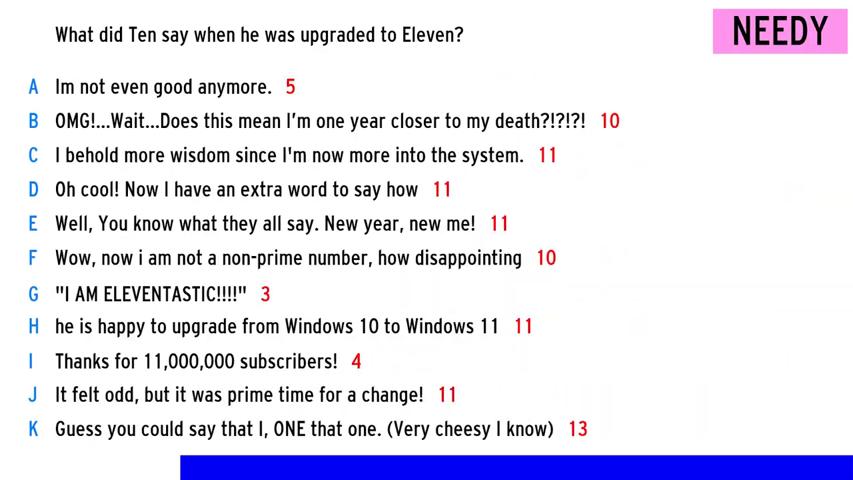 What did Ten say when he was upgraded to Eleven?
NEEDY
A Im not even good anymore. 5
B OMG!...Wait...Does this mean I'm one year closer to my death?!?!?! 10
C I behold more wisdom since I'm now more into the system. 11
D Oh cool! Now I have an extra word to say how 11
E Well, You know what they all say. New year, new me! 11
F Wow, now i am not a non-prime number, how disappointing 10
G "I AM ELEVENTASTIC!!!!" 3
H he is happy to upgrade from Windows 10 to Windows 11 11
I Thanks for 11,000,000 subscribers! 4
J It felt odd, but it was prime time for a change! 11
K Guess you could say that I, ONE that one. (Very cheesy I know) 13